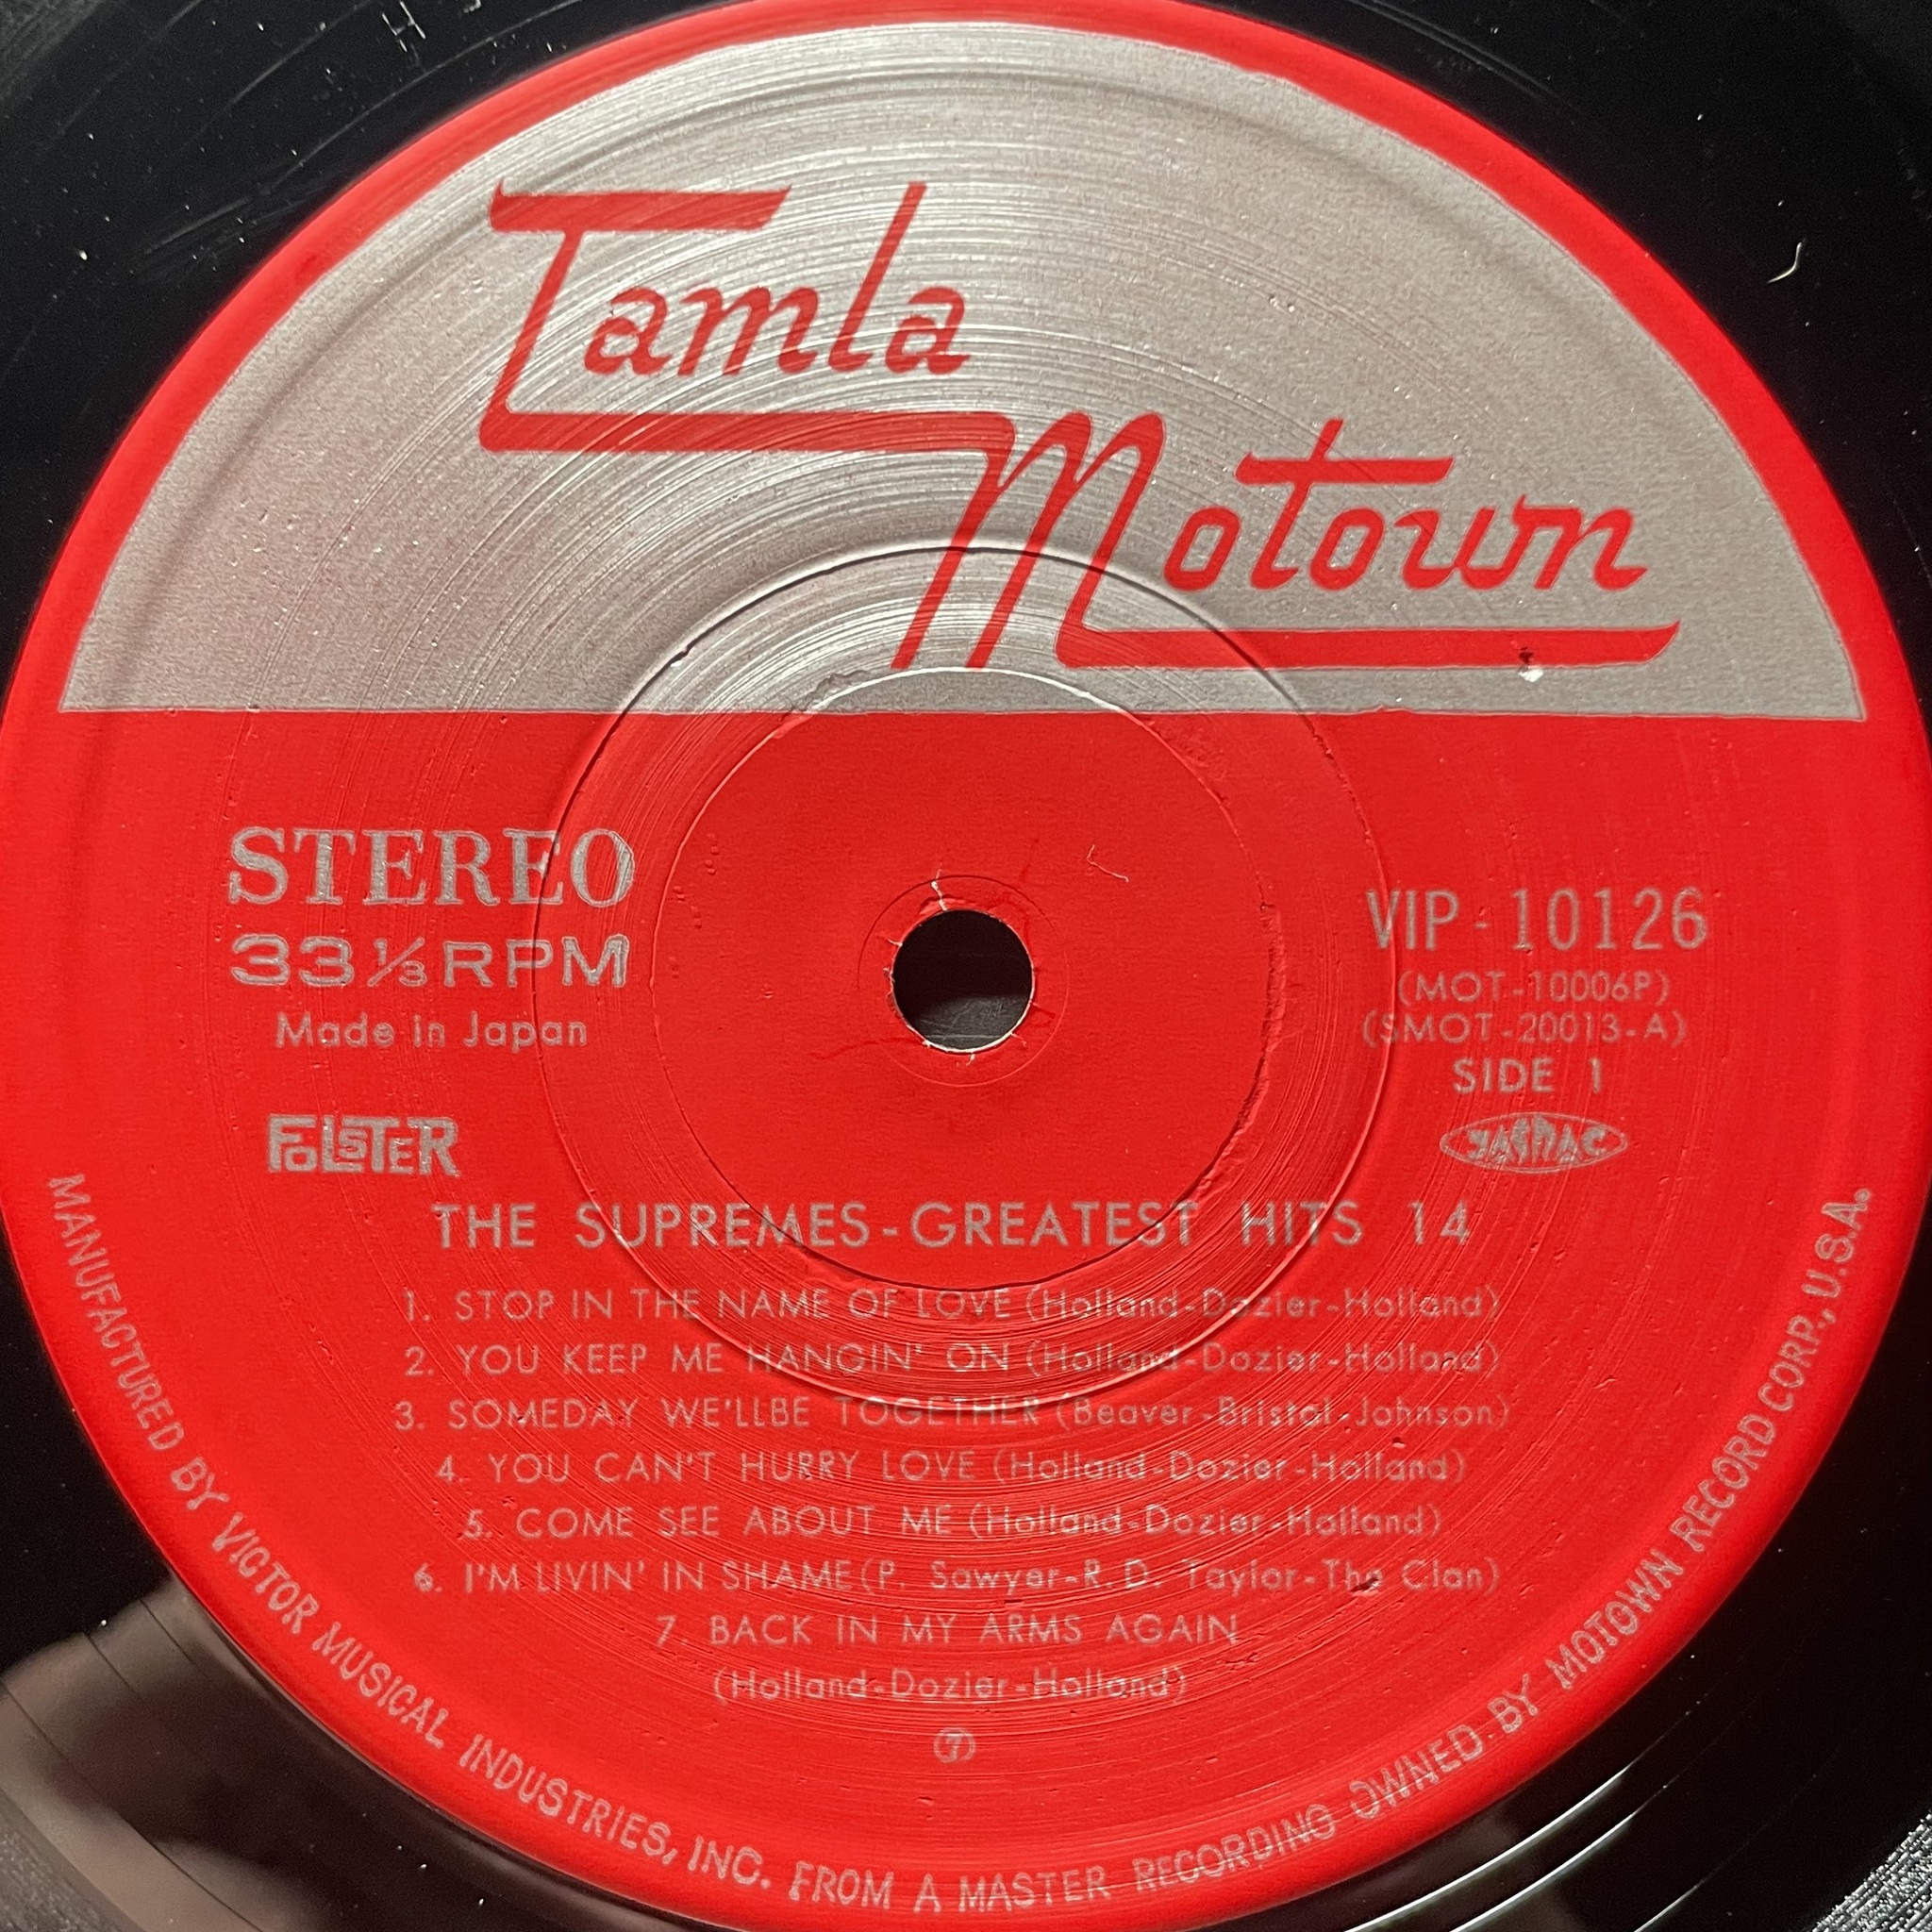 Tamla
Motown
STEREO
33 1/3 RPM
Made in Japan
FOLSTER
VIP-10126
(MOT-10006P)
(SMOT-20013-A)
SIDE 1
JASRAC
THE SUPREMES-GREATEST HITS 14
1. STOP IN THE NAME OF LOVE (Holland-Dozier-Holland)
2. YOU KEEP ME HANGIN' ON (Holland-Dozier-Holland)
3. SOMEDAY WE'LLBE TOGETHER (Beaver-Bristol-Johnson)
4. YOU CAN'T HURRY LOVE (Holland-Dozier-Holland)
5. COME SEE ABOUT ME (Holland-Dozier-Holland)
6. I'M LIVIN' IN SHAME (P. Sawyer-R.D. Taylor-The Clan)
7. BACK IN MY ARMS AGAIN
(Holland-Dozier-Holland)
MANUFACTURED BY VICTOR MUSICAL INDUSTRIES, INC. FROM A MASTER RECORDING OWNED BY MOTOWN RECORD CORP., U.S.A.